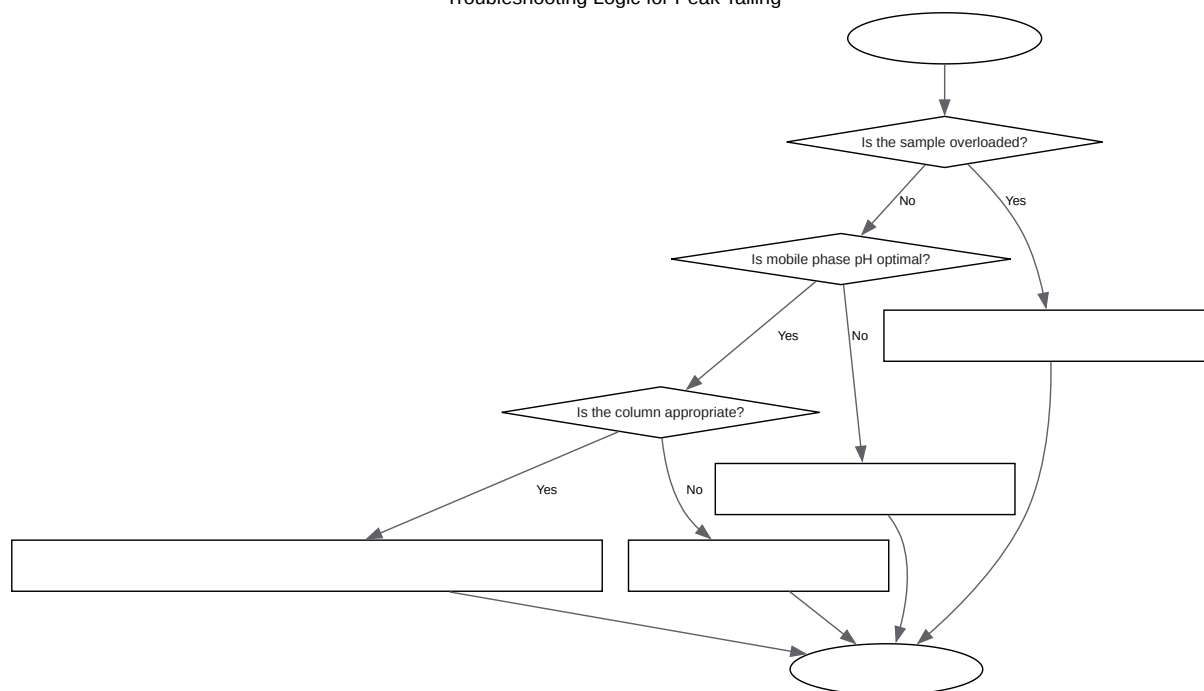 Troubleshooting Logic for Peak Tailing
Is the sample overloaded?
No
Yes
Is mobile phase pH optimal?
Yes
No
Is the column appropriate?
Yes
No